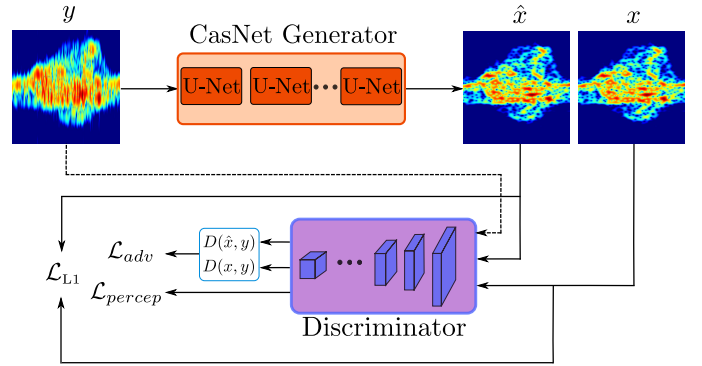 y
x̂
x
CasNet Generator
U-Net U-Net ••• U-Net
D(x̂, y)
D(x, y)
ℒ_adv
ℒ_L1
ℒ_percep
•••
Discriminator